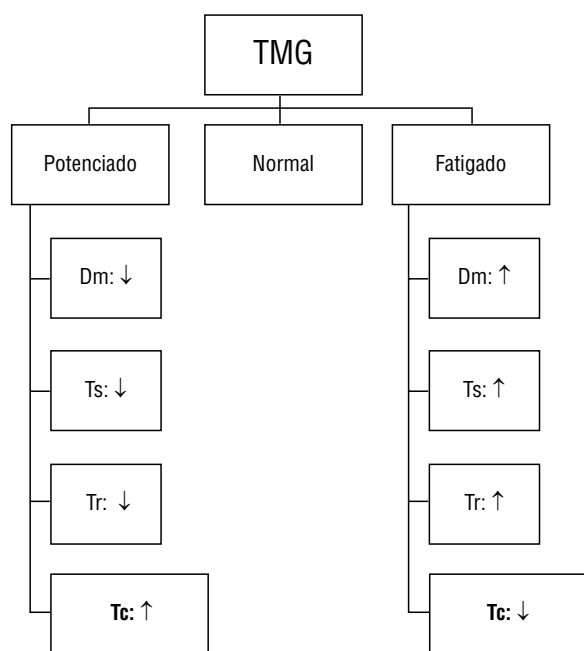 TMG
Potenciado
Normal
Fatigado
Dm: ↓
Dm: ↑
Ts: ↓
Ts: ↑
Tr: ↓
Tr: ↑
Tc: ↑
Tc: ↓